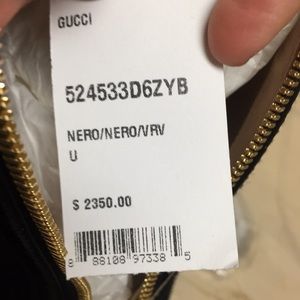 GUCCI
524533D6ZYB
NERO/NERO/VRV
U
$ 2350.00
8 88108 97338 5